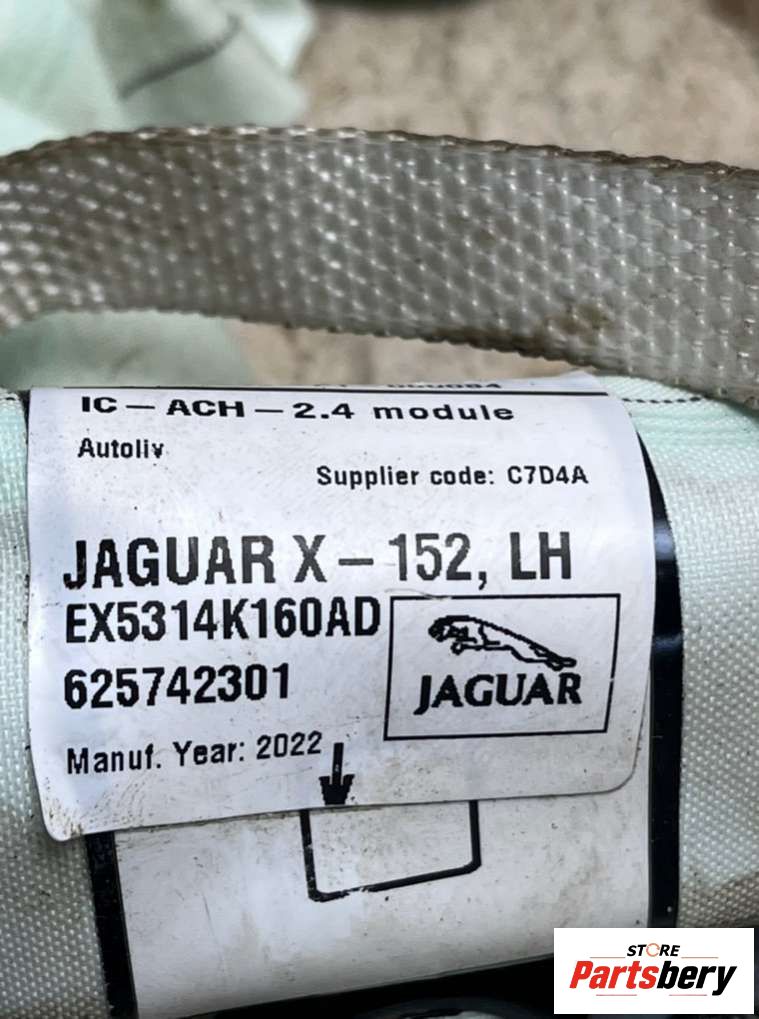 IC – ACH – 2.4 module
Autoliv
Supplier code: C7D4A
JAGUAR X – 152, LH
EX5314K160AD
625742301
JAGUAR
Manuf. Year: 2022
STORE
Partsbery